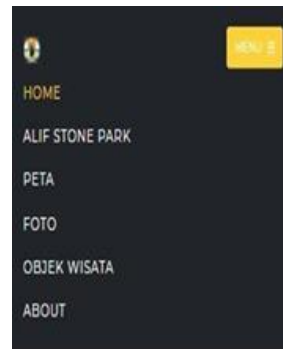 MENU ☰
HOME
ALIF STONE PARK
PETA
FOTO
OBJEK WISATA
ABOUT